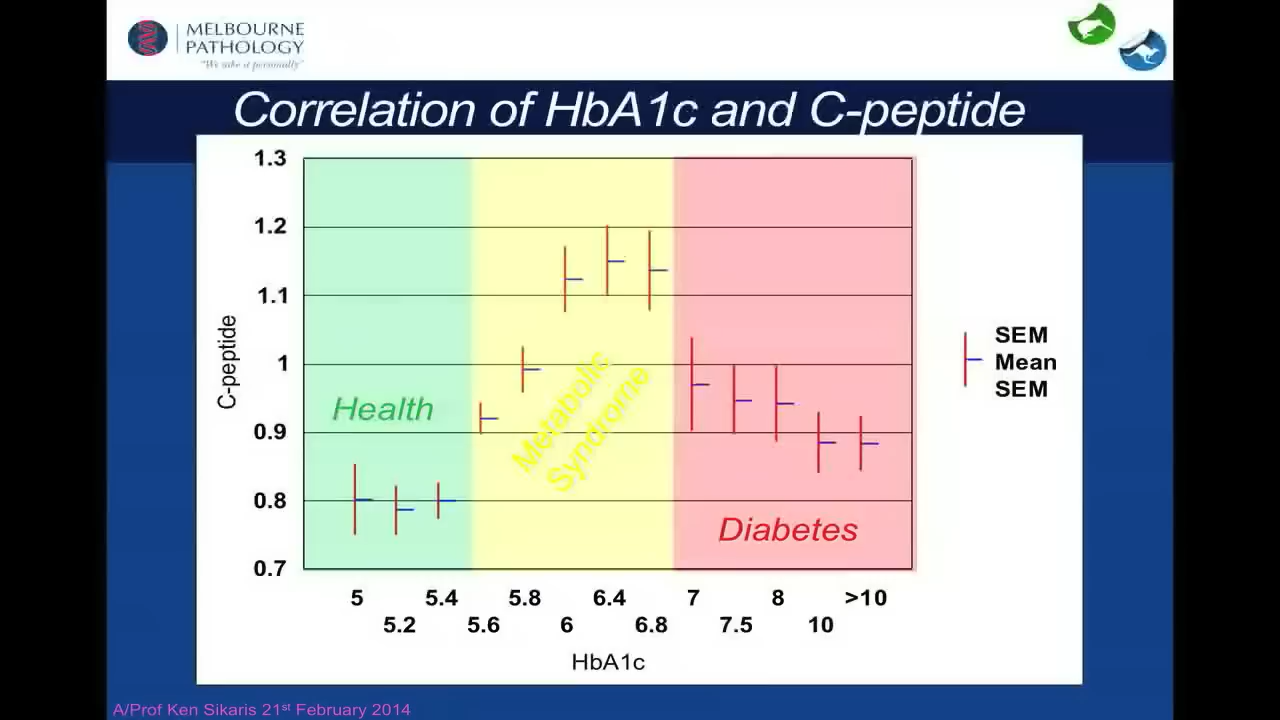 MELBOURNE
PATHOLOGY
"We take it personally"
Correlation of HbA1c and C-peptide
1.3
1.2
1.1
1
0.9
0.8
0.7
C-peptide
Health
Metabolic
Syndrome
Diabetes
SEM
Mean
SEM
5 5.4 5.8 6.4 7 8 >10
5.2 5.6 6 6.8 7.5 10
HbA1c
A/Prof Ken Sikaris 21st February 2014